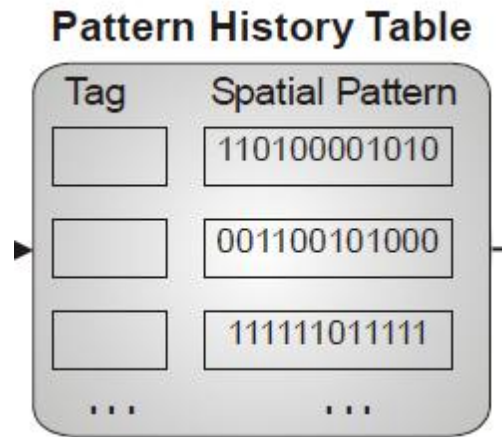 Pattern History Table
Tag Spatial Pattern
110100001010
001100101000
111111011111
... ...